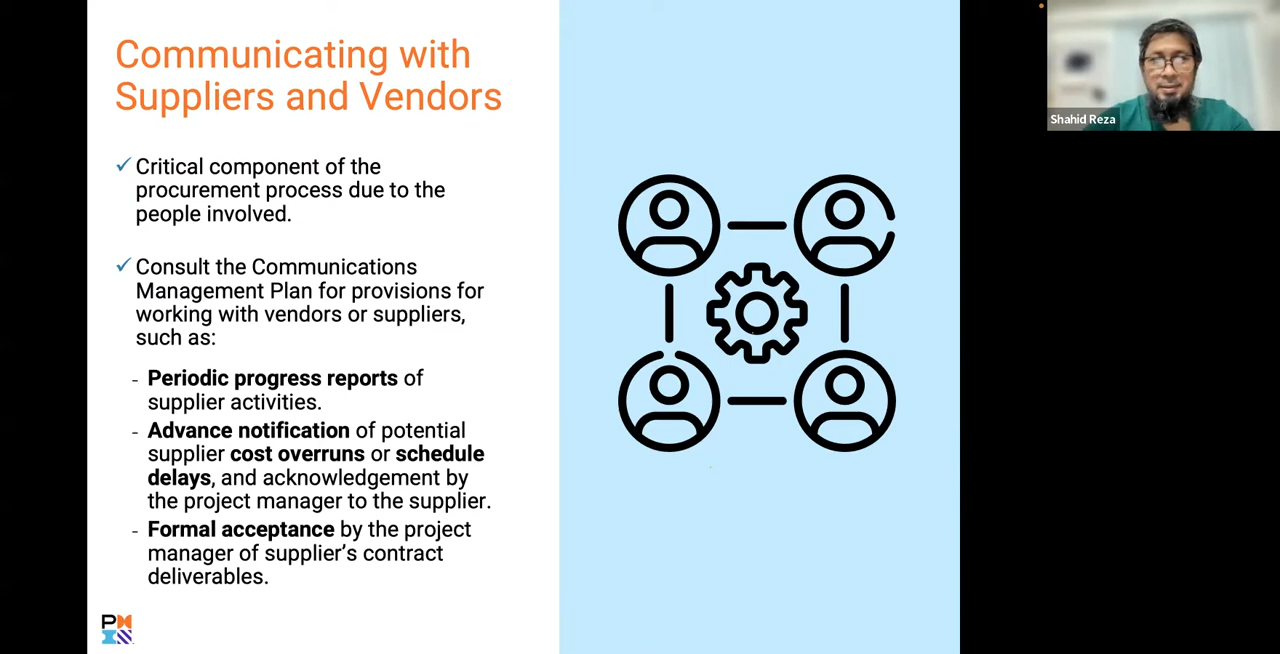 Communicating with
Suppliers and Vendors
✓ Critical component of the
procurement process due to the
people involved.
✓ Consult the Communications
Management Plan for provisions for
working with vendors or suppliers,
such as:
- Periodic progress reports of
supplier activities.
- Advance notification of potential
supplier cost overruns or schedule
delays, and acknowledgement by
the project manager to the supplier.
- Formal acceptance by the project
manager of supplier’s contract
deliverables.
Shahid Reza